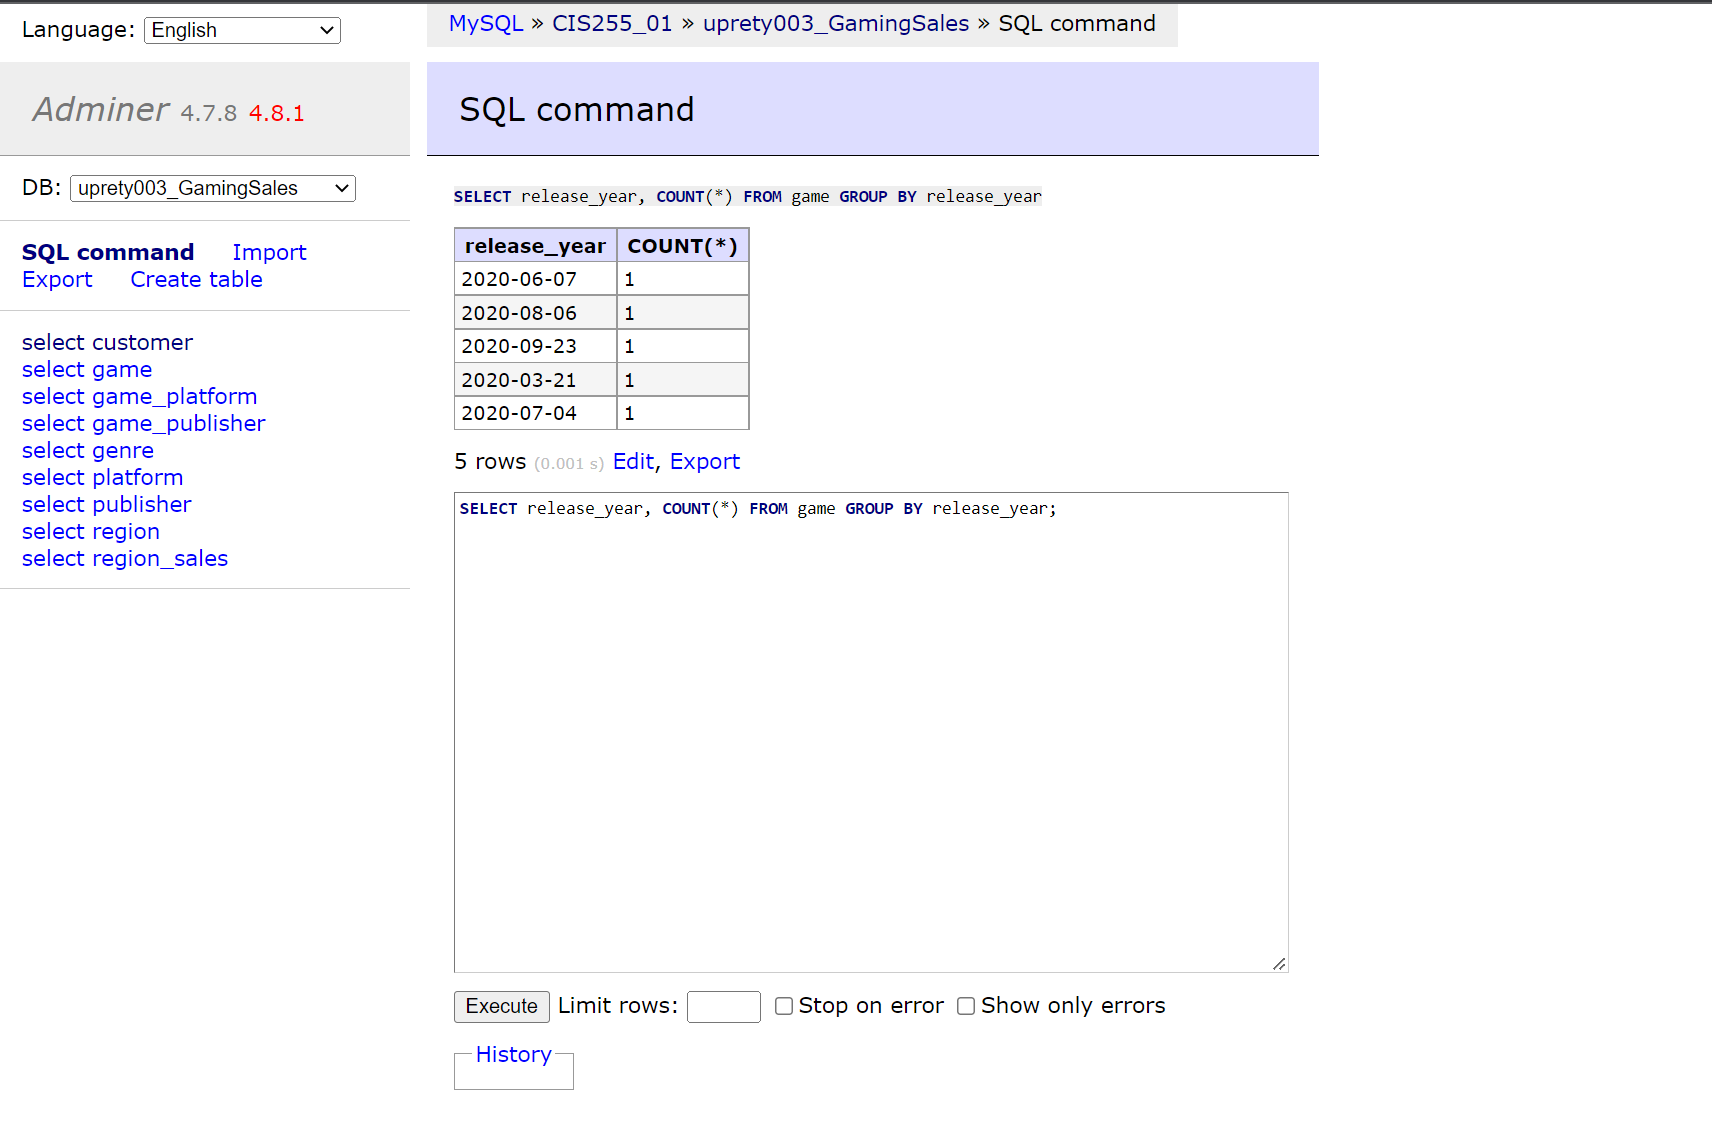 Language: English
Adminer 4.7.8 4.8.1
DB: uprety003_GamingSales
SQL command Import
Export Create table
select customer
select game
select game_platform
select game_publisher
select genre
select platform
select publisher
select region
select region_sales
MySQL » CIS255_01 » uprety003_GamingSales » SQL command
SQL command
SELECT release_year, COUNT(*) FROM game GROUP BY release_year
release_year COUNT(*)
2020-06-07 1
2020-08-06 1
2020-09-23 1
2020-03-21 1
2020-07-04 1
5 rows (0.001 s) Edit, Export
SELECT release_year, COUNT(*) FROM game GROUP BY release_year;
Execute Limit rows: Stop on error Show only errors
History